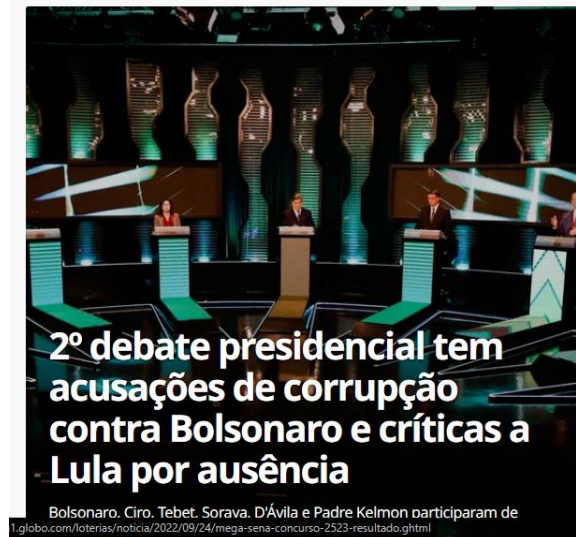 2º debate presidencial tem
acusações de corrupção
contra Bolsonaro e críticas a
Lula por ausência
Bolsonaro, Ciro, Tebet, Soraya, D'Ávila e Padre Kelmon participaram de
1.globo.com/loterias/noticia/2022/09/24/mega-sena-concurso-2523-resultado.ghtml